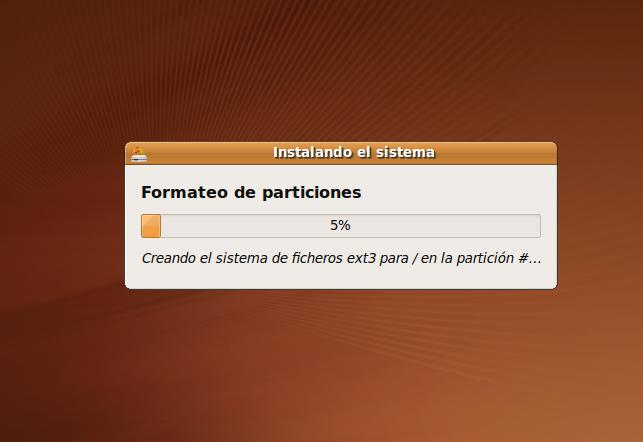 Instalando el sistema
Formateo de particiones
5%
Creando el sistema de ficheros ext3 para / en la partición #...